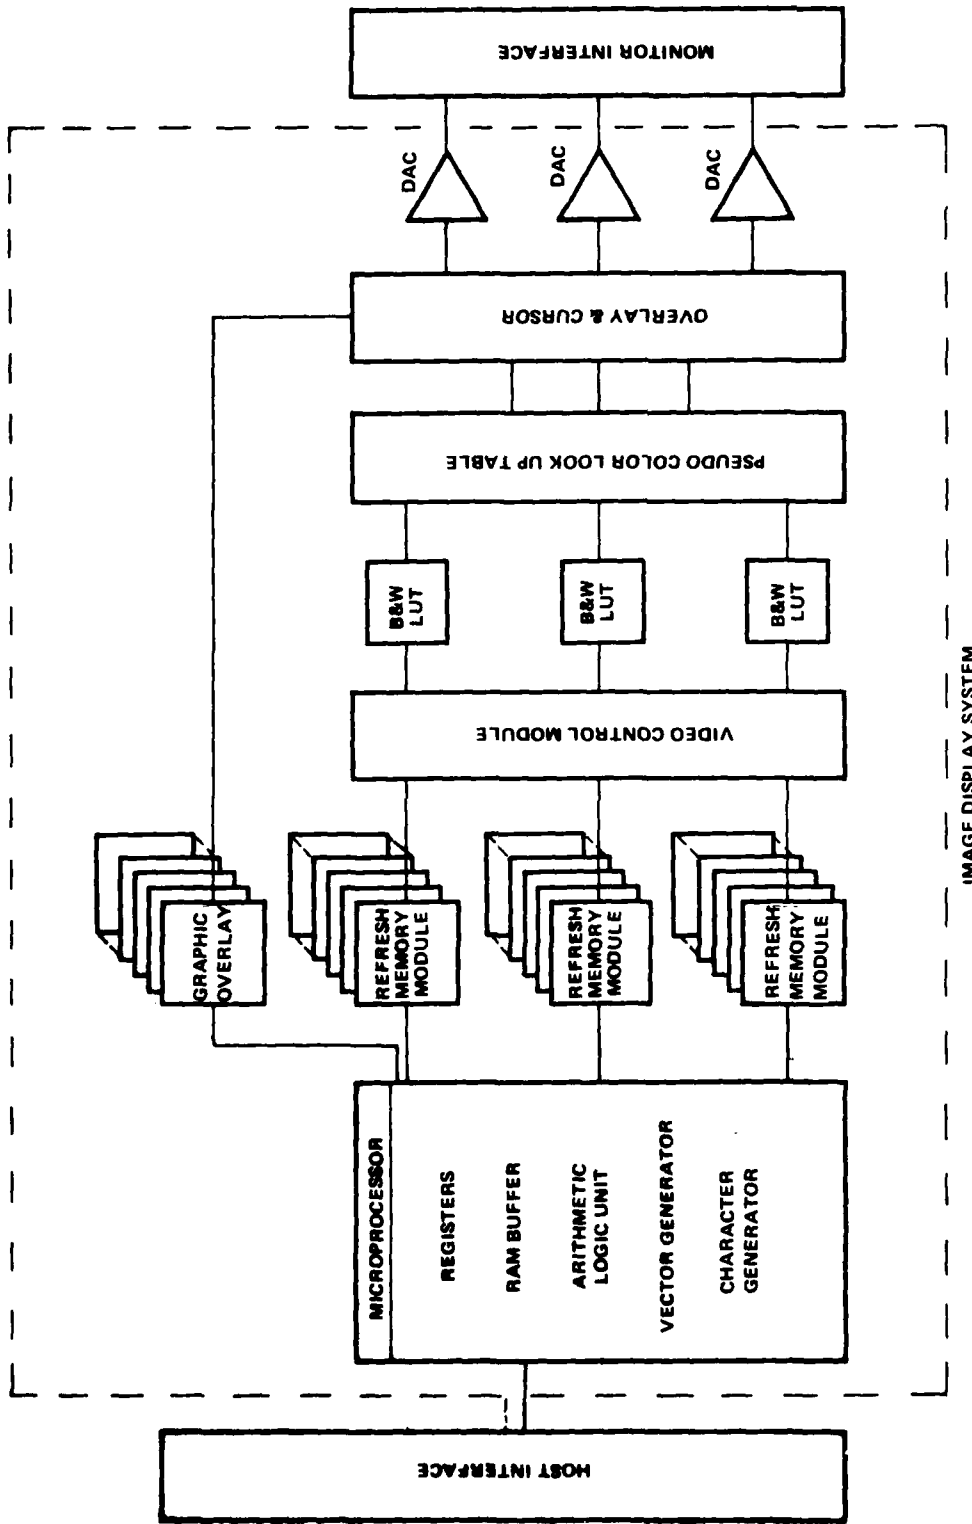 HOST INTERFACE
MICROPROCESSOR
REGISTERS
RAM BUFFER
ARITHMETIC
LOGIC UNIT
VECTOR GENERATOR
CHARACTER
GENERATOR
GRAPHIC
OVERLAY
REFRESH
MEMORY
MODULE
REFRESH
MEMORY
MODULE
REFRESH
MEMORY
MODULE
VIDEO CONTROL MODULE
B&W
LUT
B&W
LUT
B&W
LUT
PSEUDO COLOR LOOK UP TABLE
OVERLAY & CURSOR
DAC
DAC
DAC
MONITOR INTERFACE
IMAGE DISPLAY SYSTEM